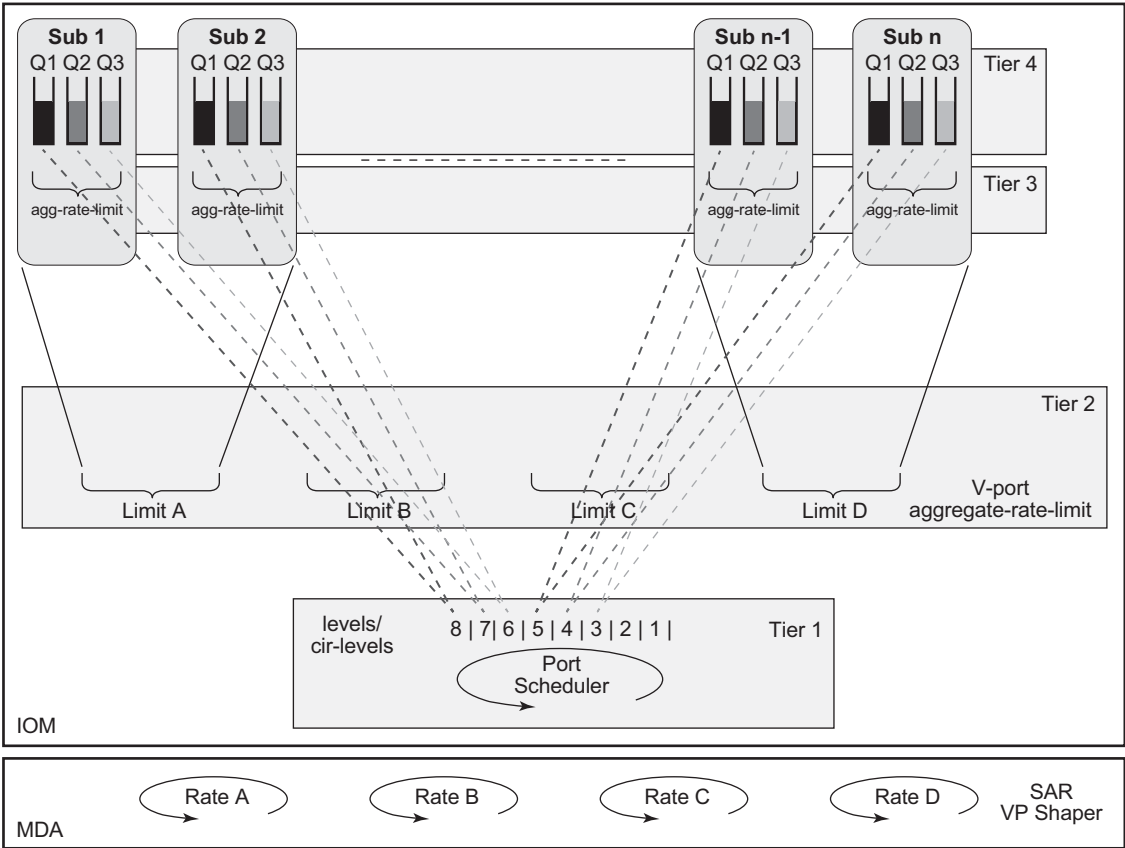 Sub 1
Sub 2
Sub n-1
Sub n
Q1 Q2 Q3
Q1 Q2 Q3
Q1 Q2 Q3
Q1 Q2 Q3
Tier 4
Tier 3
agg-rate-limit
agg-rate-limit
agg-rate-limit
agg-rate-limit
Tier 2
Limit A
Limit B
Limit C
Limit D
V-port
aggregate-rate-limit
levels/
cir-levels
8 | 7 | 6 | 5 | 4 | 3 | 2 | 1 |
Tier 1
Port
Scheduler
IOM
Rate A
Rate B
Rate C
Rate D
SAR
VP Shaper
MDA